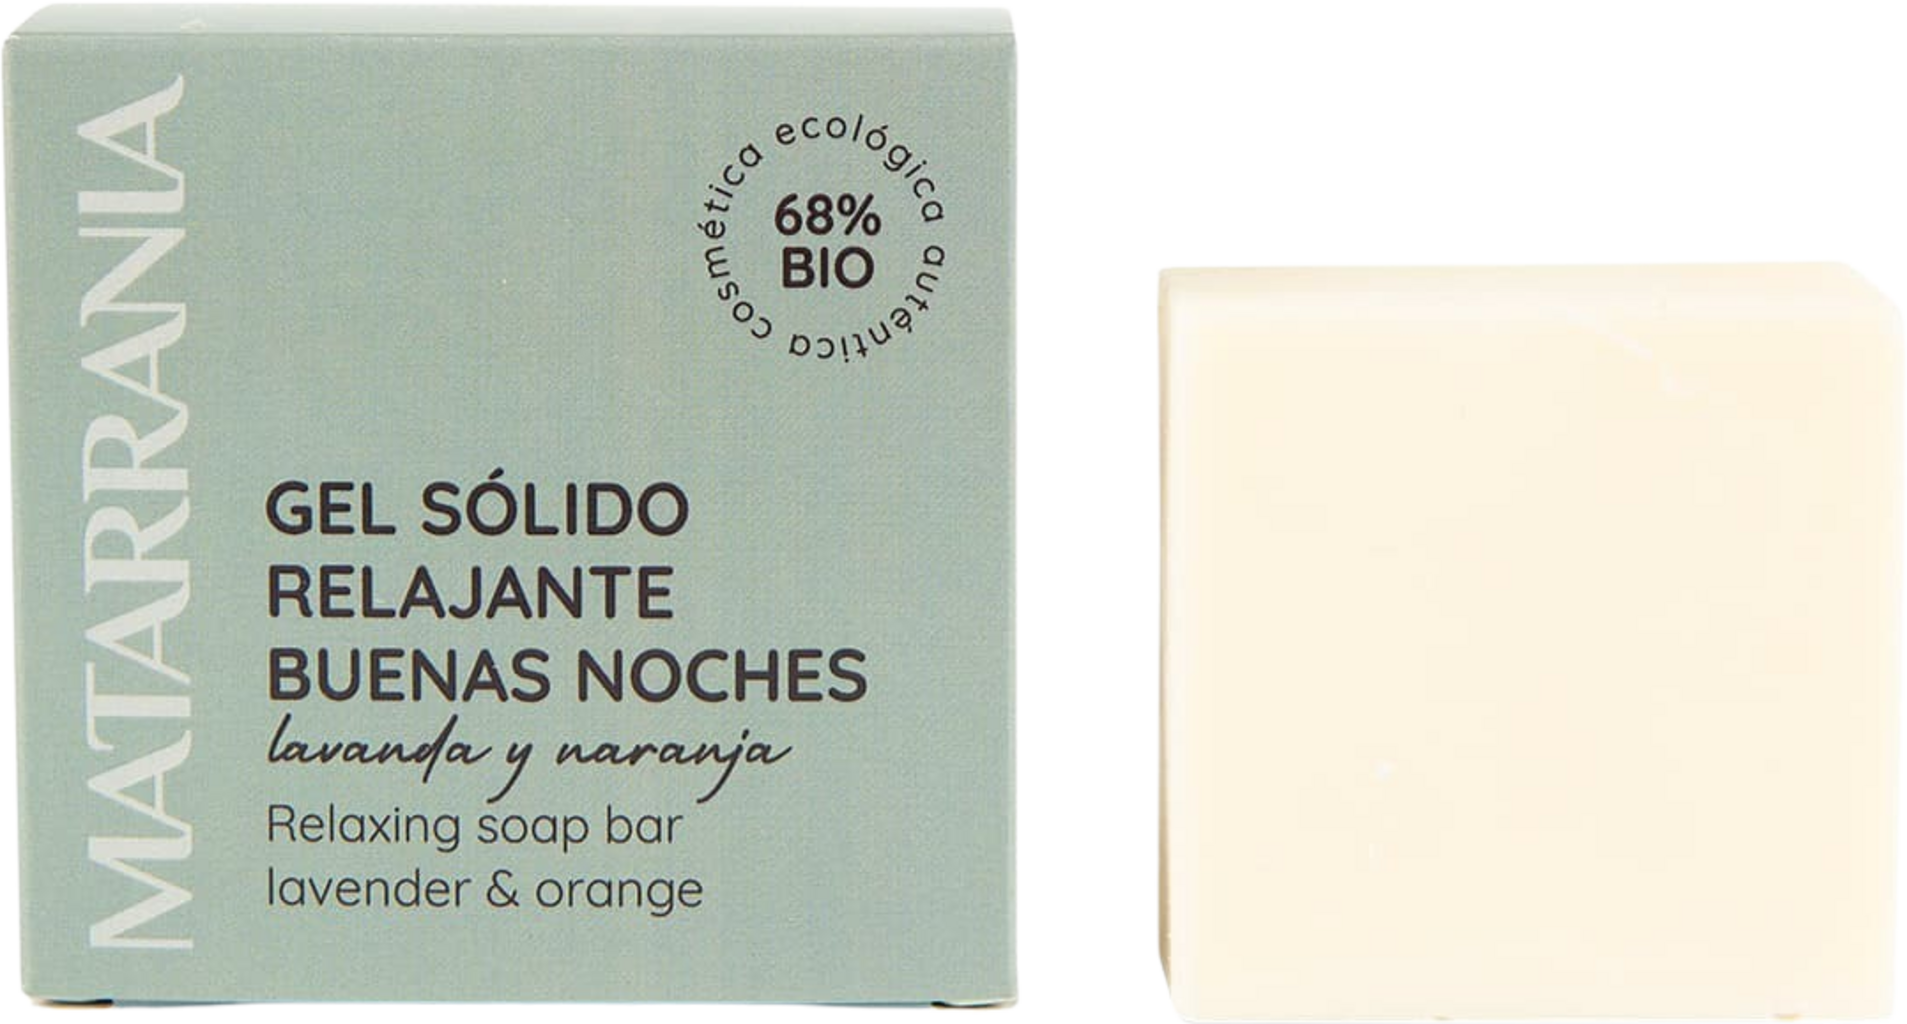 MATARRANIA
cosmética ecológica auténtica
68%
BIO
GEL SÓLIDO
RELAJANTE
BUENAS NOCHES
lavanda y naranja
Relaxing soap bar
lavender & orange